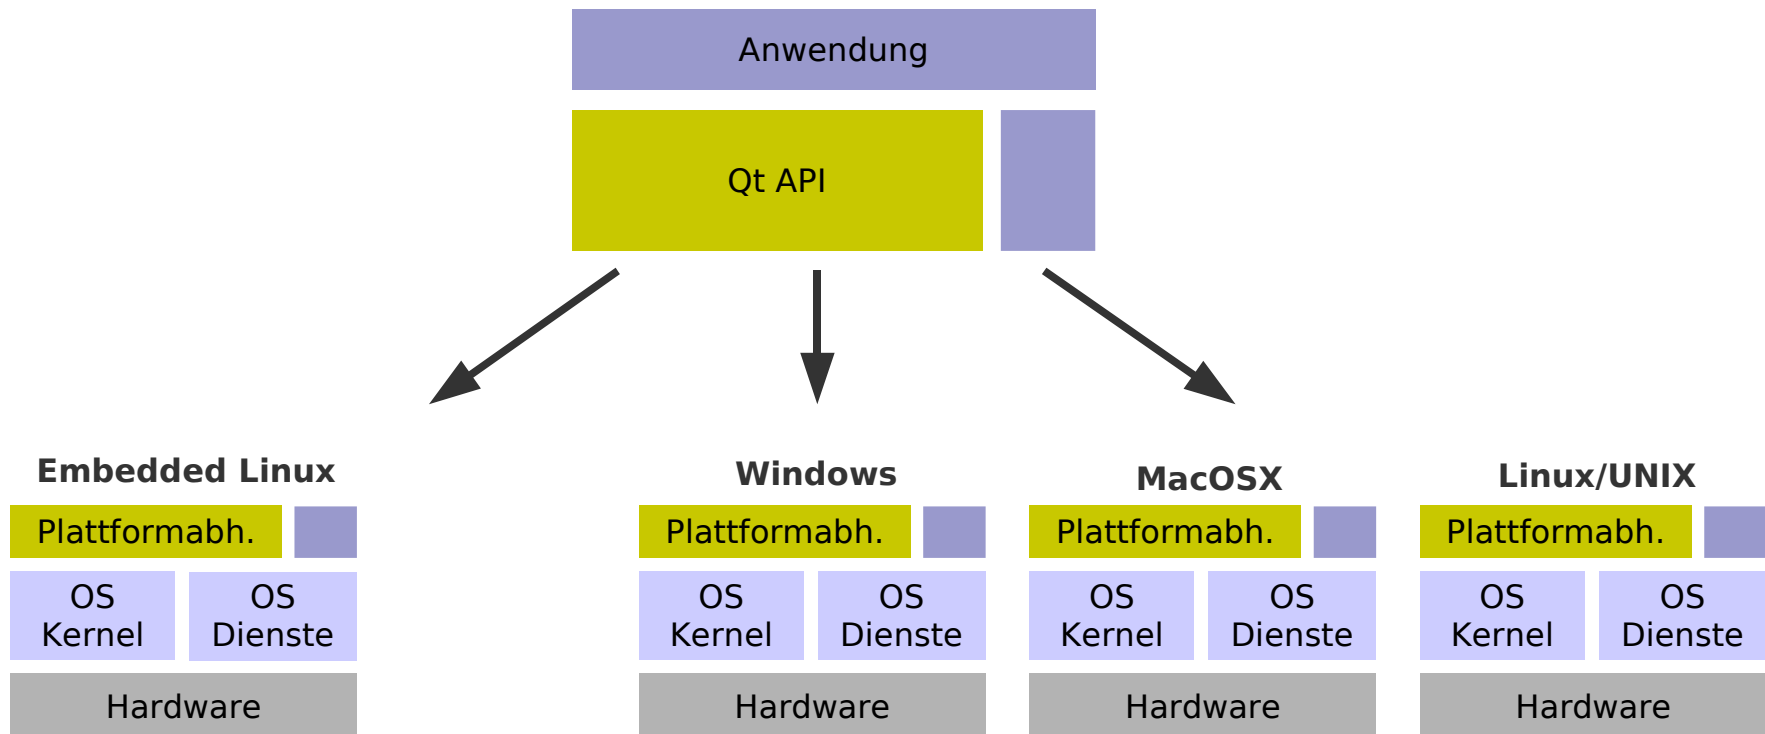 Anwendung
Qt API
Embedded Linux
Plattformabh.
OS
Kernel
OS
Dienste
Hardware
Windows
Plattformabh.
OS
Kernel
OS
Dienste
Hardware
MacOSX
Plattformabh.
OS
Kernel
OS
Dienste
Hardware
Linux/UNIX
Plattformabh.
OS
Kernel
OS
Dienste
Hardware